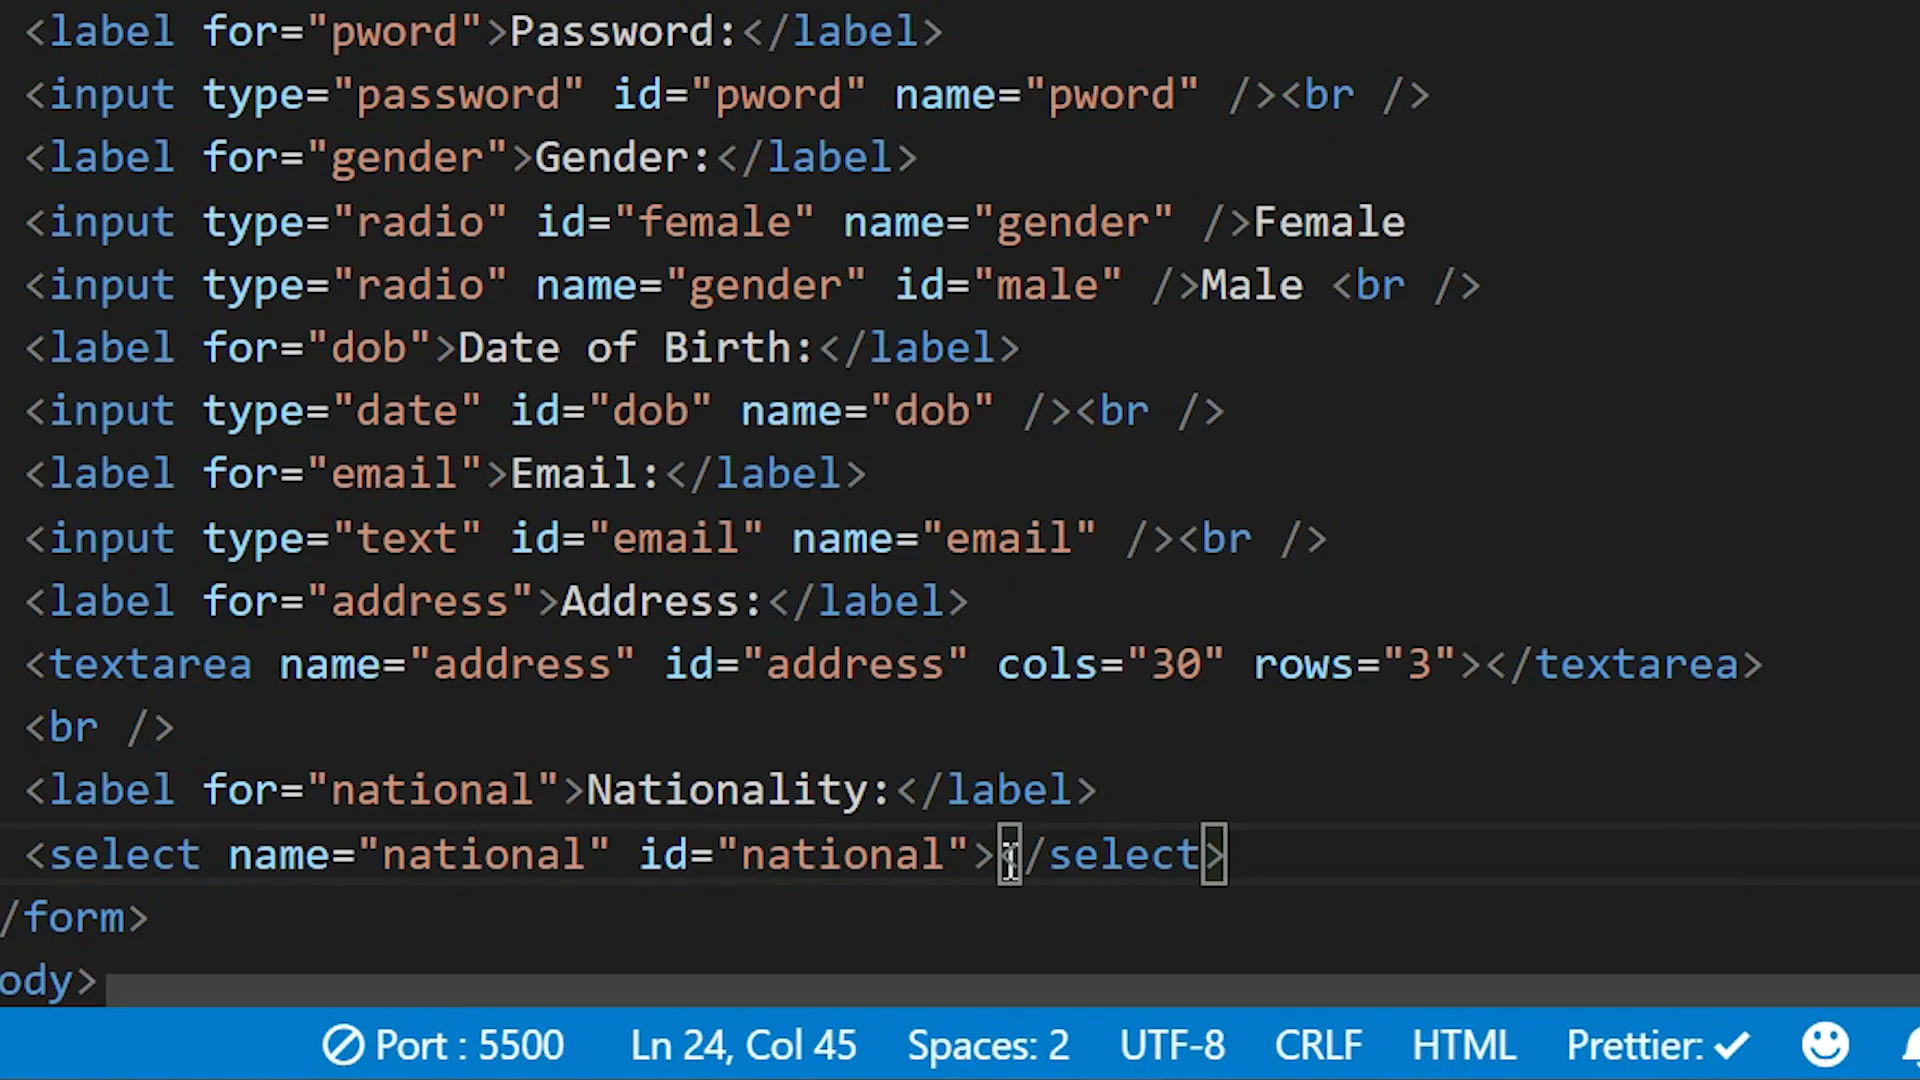 <label for="pword">Password:</label>
<input type="password" id="pword" name="pword" /><br />
<label for="gender">Gender:</label>
<input type="radio" id="female" name="gender" />Female
<input type="radio" name="gender" id="male" />Male <br />
<label for="dob">Date of Birth:</label>
<input type="date" id="dob" name="dob" /><br />
<label for="email">Email:</label>
<input type="text" id="email" name="email" /><br />
<label for="address">Address:</label>
<textarea name="address" id="address" cols="30" rows="3"></textarea>
<br />
<label for="national">Nationality:</label>
<select name="national" id="national"></select>
/form>
ody>
Port : 5500 Ln 24, Col 45 Spaces: 2 UTF-8 CRLF HTML Prettier: ✓